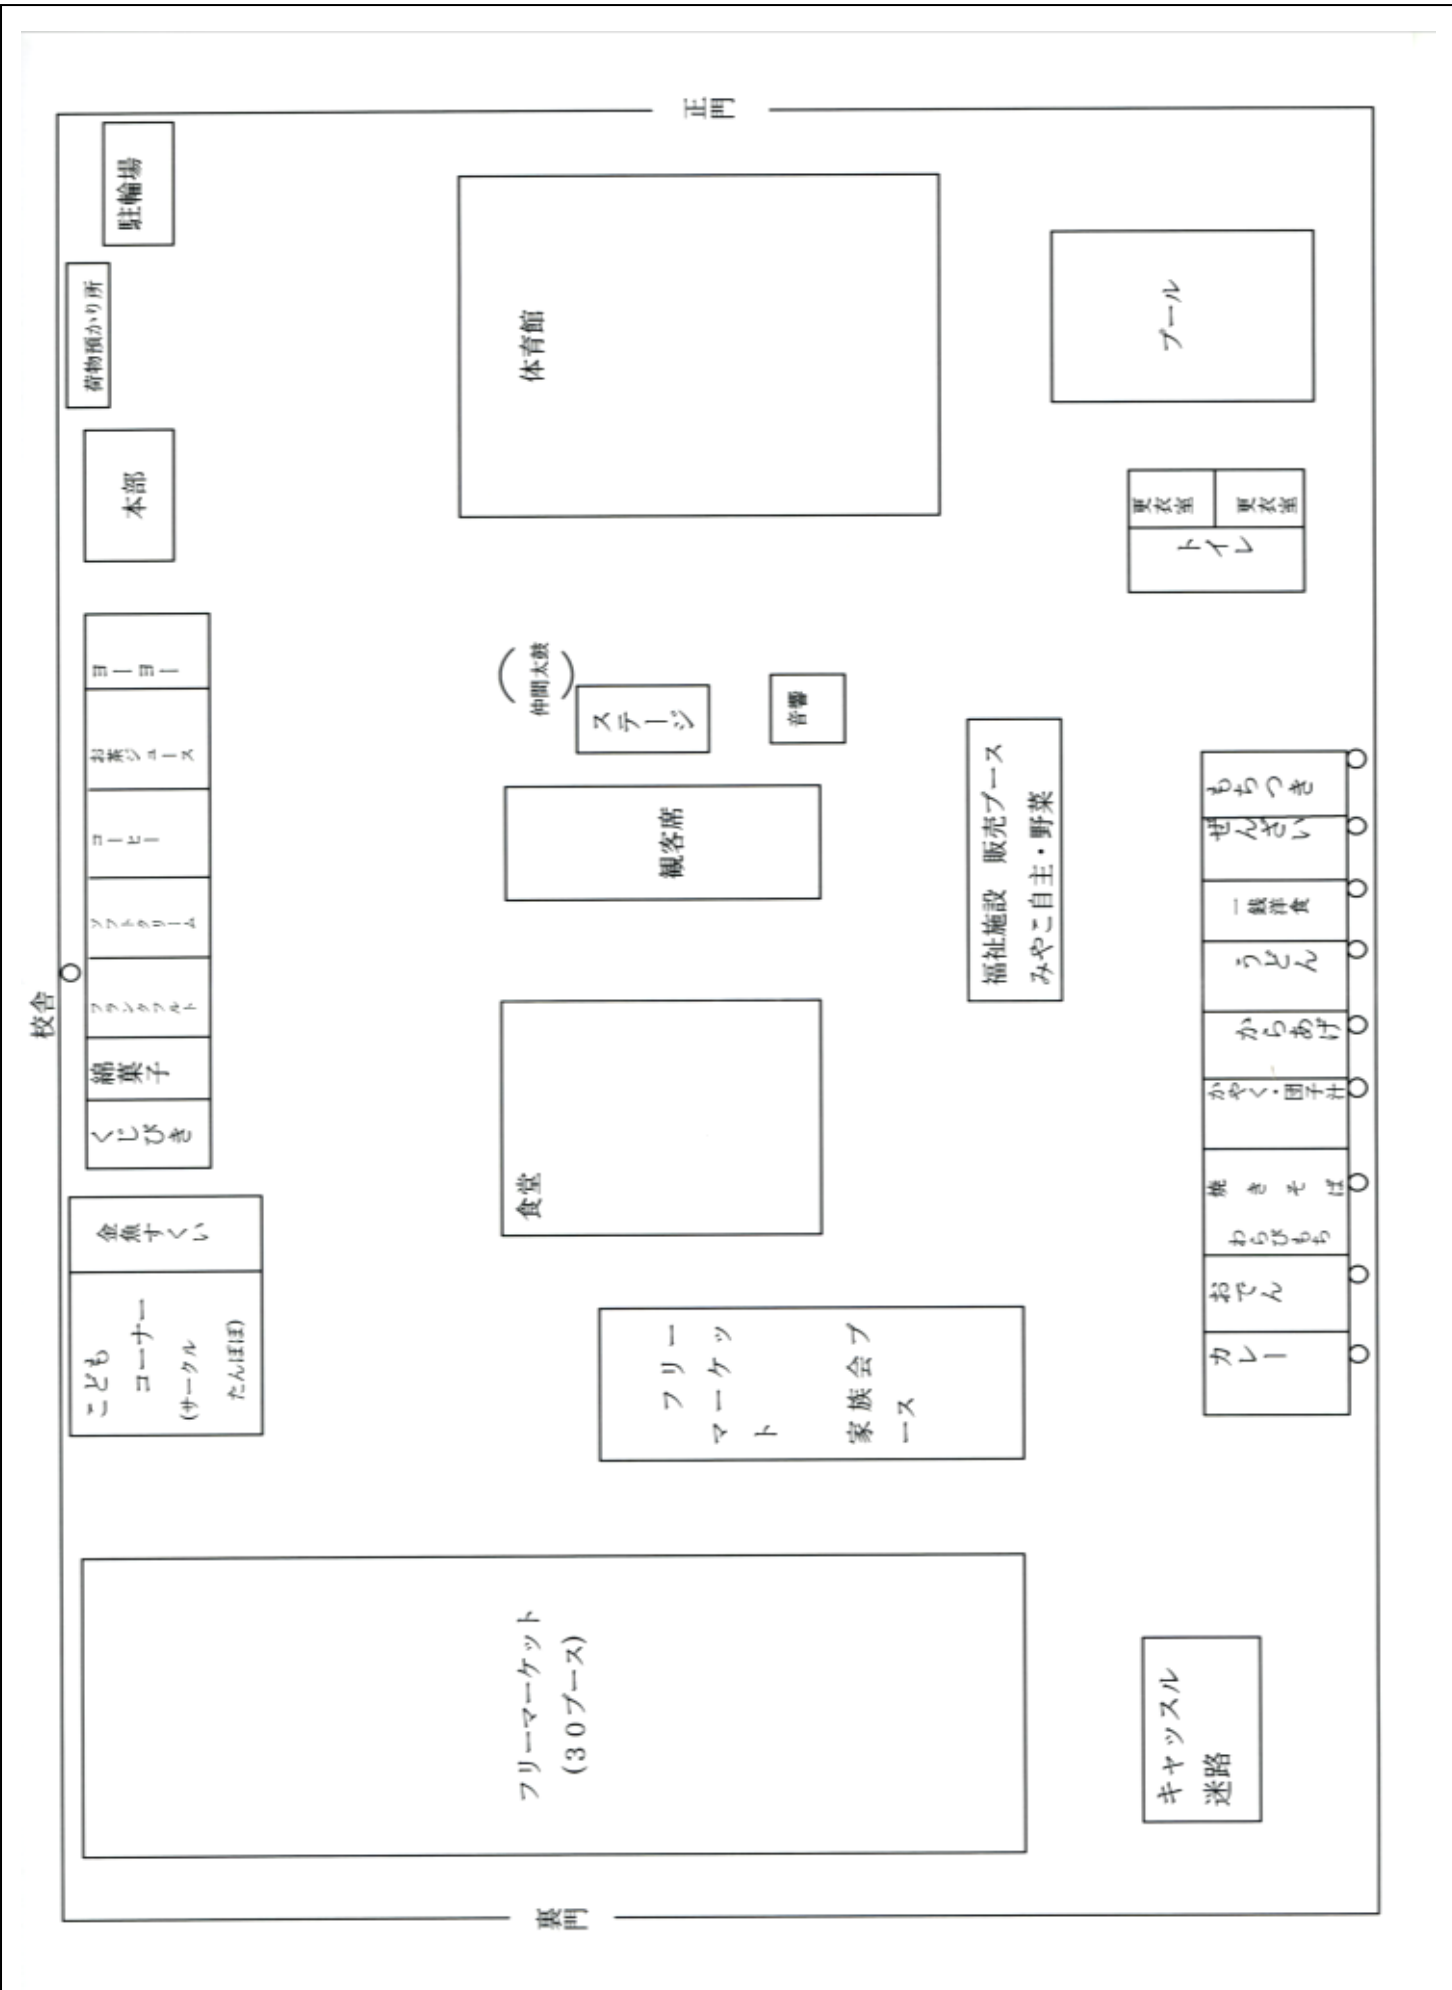 校舎
こども
コーナー
(サークル
たんぽぽ)
金魚すくい
くじびき
綿菓子
フランクフルト
ソフトクリーム
コーヒー
お茶ジュース
ヨーヨー
本部
荷物預かり所
駐輪場
裏門
フリーマーケット
(30ブース)
フリー
マーケッ
ト
家族会ブ
ース
食堂
観客席
(仲間太鼓)
ステージ
音響
体育館
正門
福祉施設 販売ブース
みやこ自主・野菜
キャッスル
迷路
カレー
おでん
わらびもち
焼きそば
かやく・団子汁
からあげ
うどん
一銭洋食
ぜんざい
もちつき
トイレ
更衣室
更衣室
プール